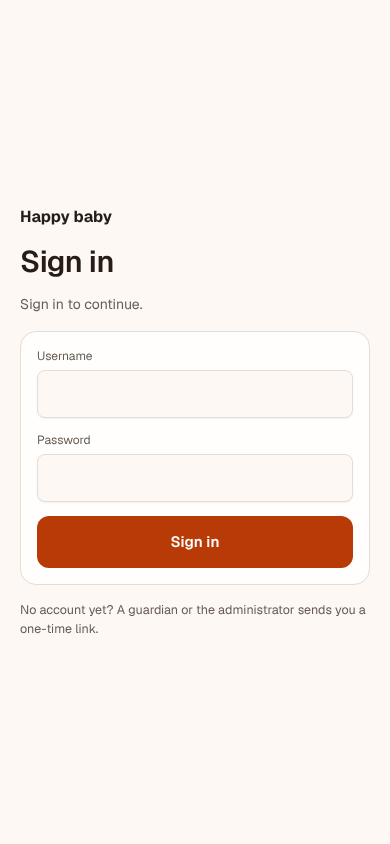 Happy baby
Sign in
Sign in to continue.
Username
Password
Sign in
No account yet? A guardian or the administrator sends you a
one-time link.